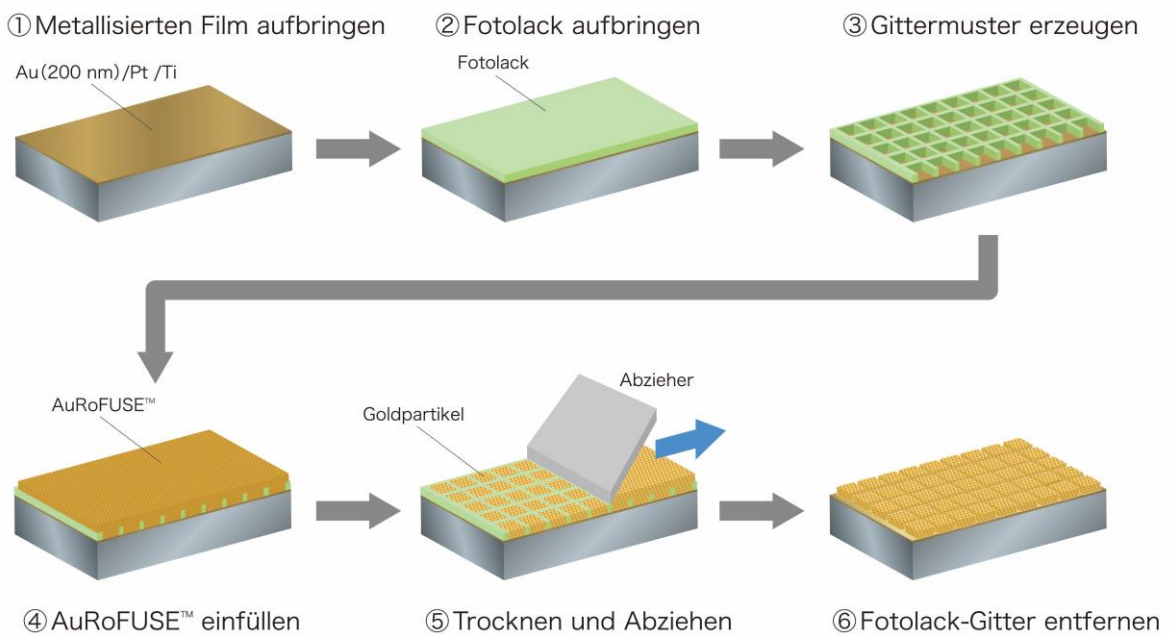 ①Metallisierten Film aufbringen
②Fotolack aufbringen
③Gittermuster erzeugen
Au(200 nm)/Pt /Ti
Fotolack
AuRoFUSE™
Goldpartikel
Abzieher
④AuRoFUSE™ einfüllen
⑤Trocknen und Abziehen
⑥Fotolack-Gitter entfernen